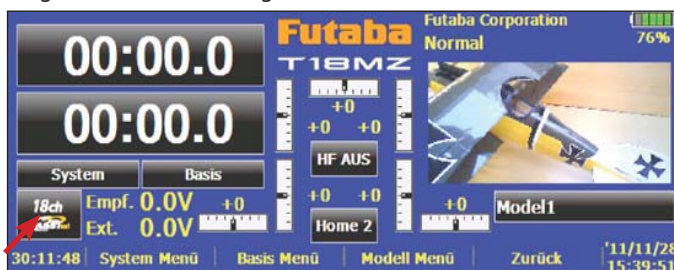 Futaba Corporation
00:00.0
Futaba
Normal
76%
T18MZ
+0
00:00.0
+0 +0
System
Basis
HF AUS
18ch
Empf. 0.0V
+0
+0 +0
+0
Model1
Ext. 0.0V
Home 2
30:11:48
System Menü
Basis Menü
Modell Menü
Zurück
'11/11/28
15:39:51